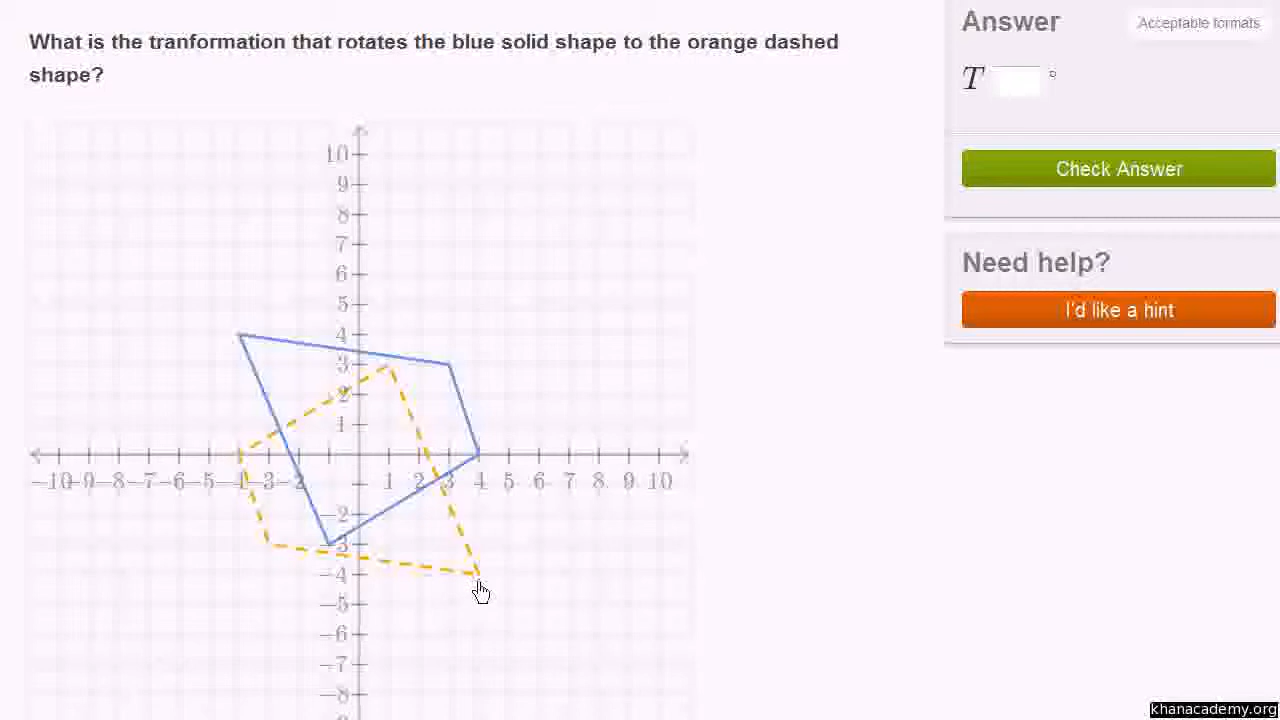 What is the tranformation that rotates the blue solid shape to the orange dashed
shape?
Answer
Acceptable formats
T °
Check Answer
Need help?
I'd like a hint
10
9
8
7
6
5
4
3
2
1
−10 −9 −8 −7 −6 −5 −4 −3 −2 1 2 3 4 5 6 7 8 9 10
−2
−3
−4
−5
−6
−7
−8
khanacademy.org